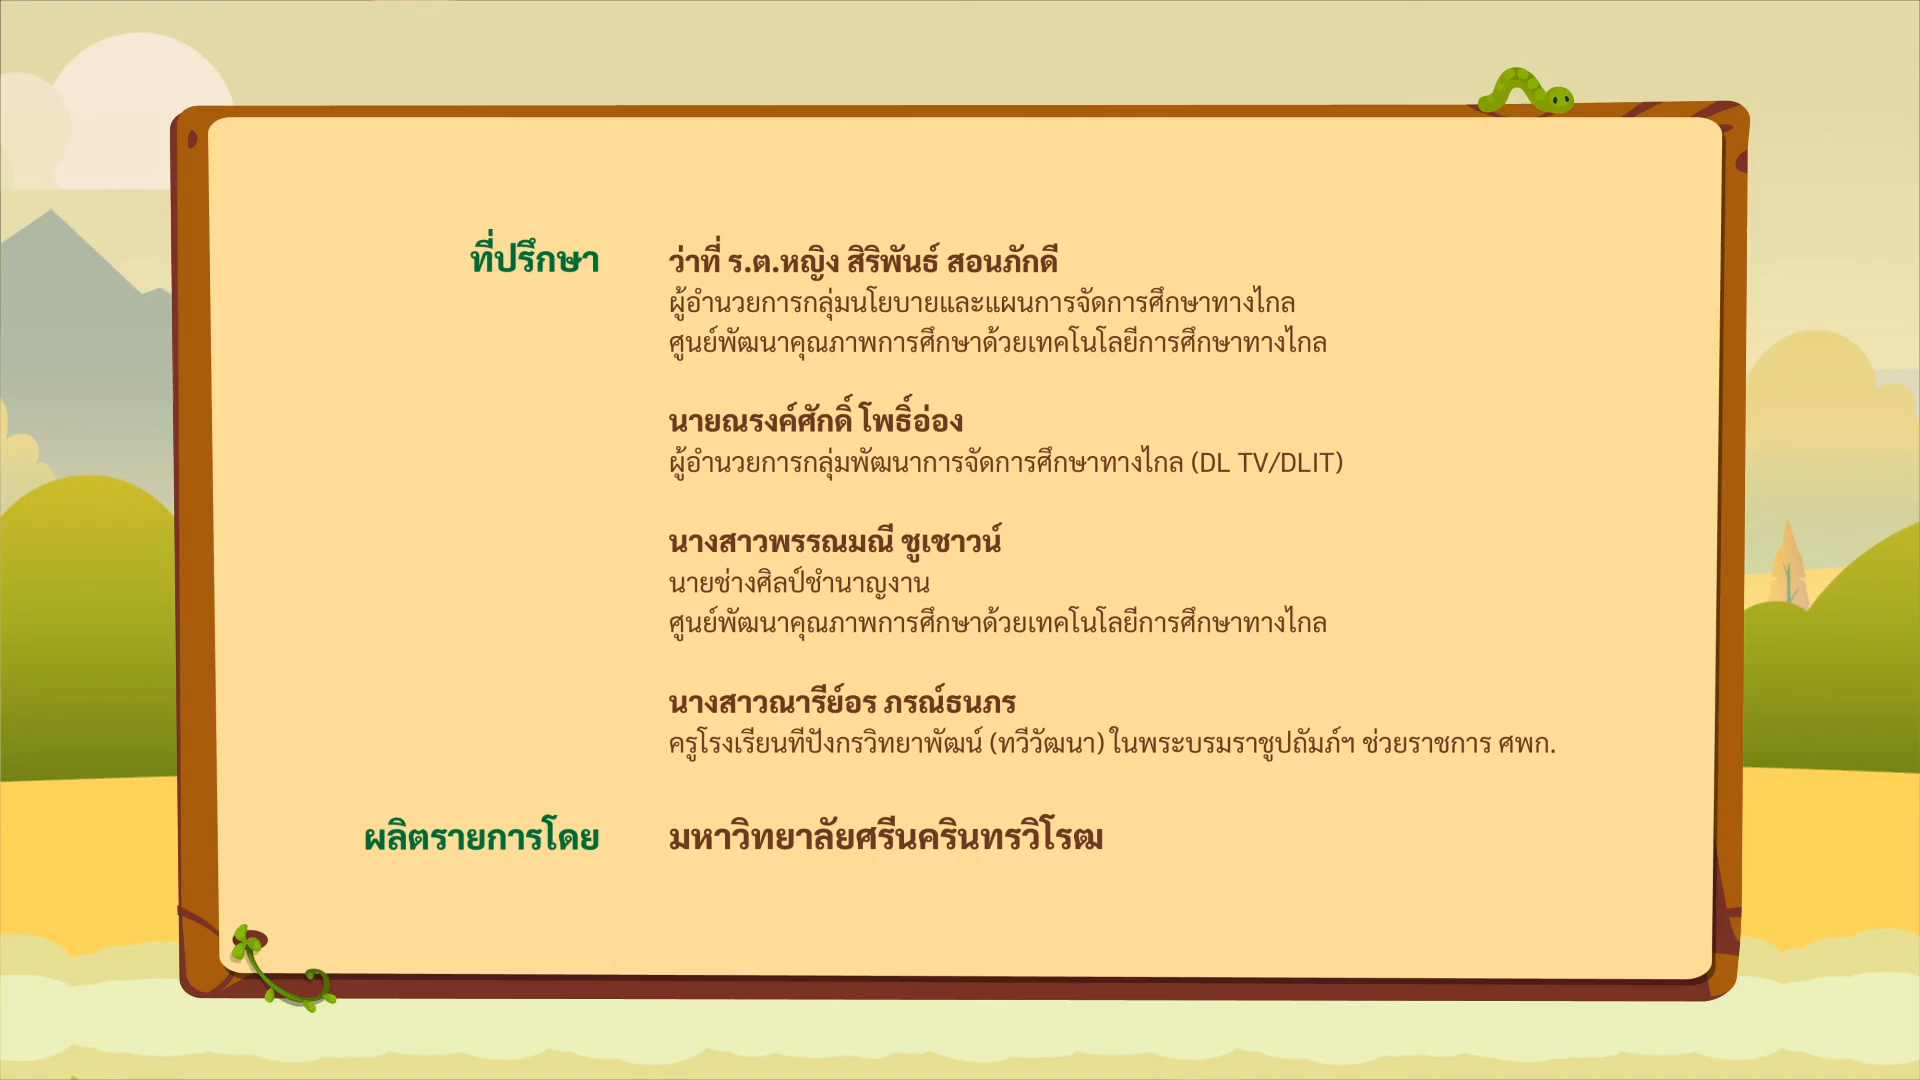 ที่ปรึกษา ว่าที่ ร.ต.หญิง สิริพันธ์ สอนภักดี
ผู้อำนวยการกลุ่มนโยบายและแผนการจัดการศึกษาทางไกล
ศูนย์พัฒนาคุณภาพการศึกษาด้วยเทคโนโลยีการศึกษาทางไกล
นายณรงค์ศักดิ์ โพธิ์อ่อง
ผู้อำนวยการกลุ่มพัฒนาการจัดการศึกษาทางไกล (DL TV/DLIT)
นางสาวพรรณมณี ชูเชาวน์
นายช่างศิลป์ชำนาญงาน
ศูนย์พัฒนาคุณภาพการศึกษาด้วยเทคโนโลยีการศึกษาทางไกล
นางสาวณารีย์อร ภรณ์ธนภร
ครูโรงเรียนทีปังกรวิทยาพัฒน์ (ทวีวัฒนา) ในพระบรมราชูปถัมภ์ฯ ช่วยราชการ ศพก.
ผลิตรายการโดย มหาวิทยาลัยศรีนครินทรวิโรฒ